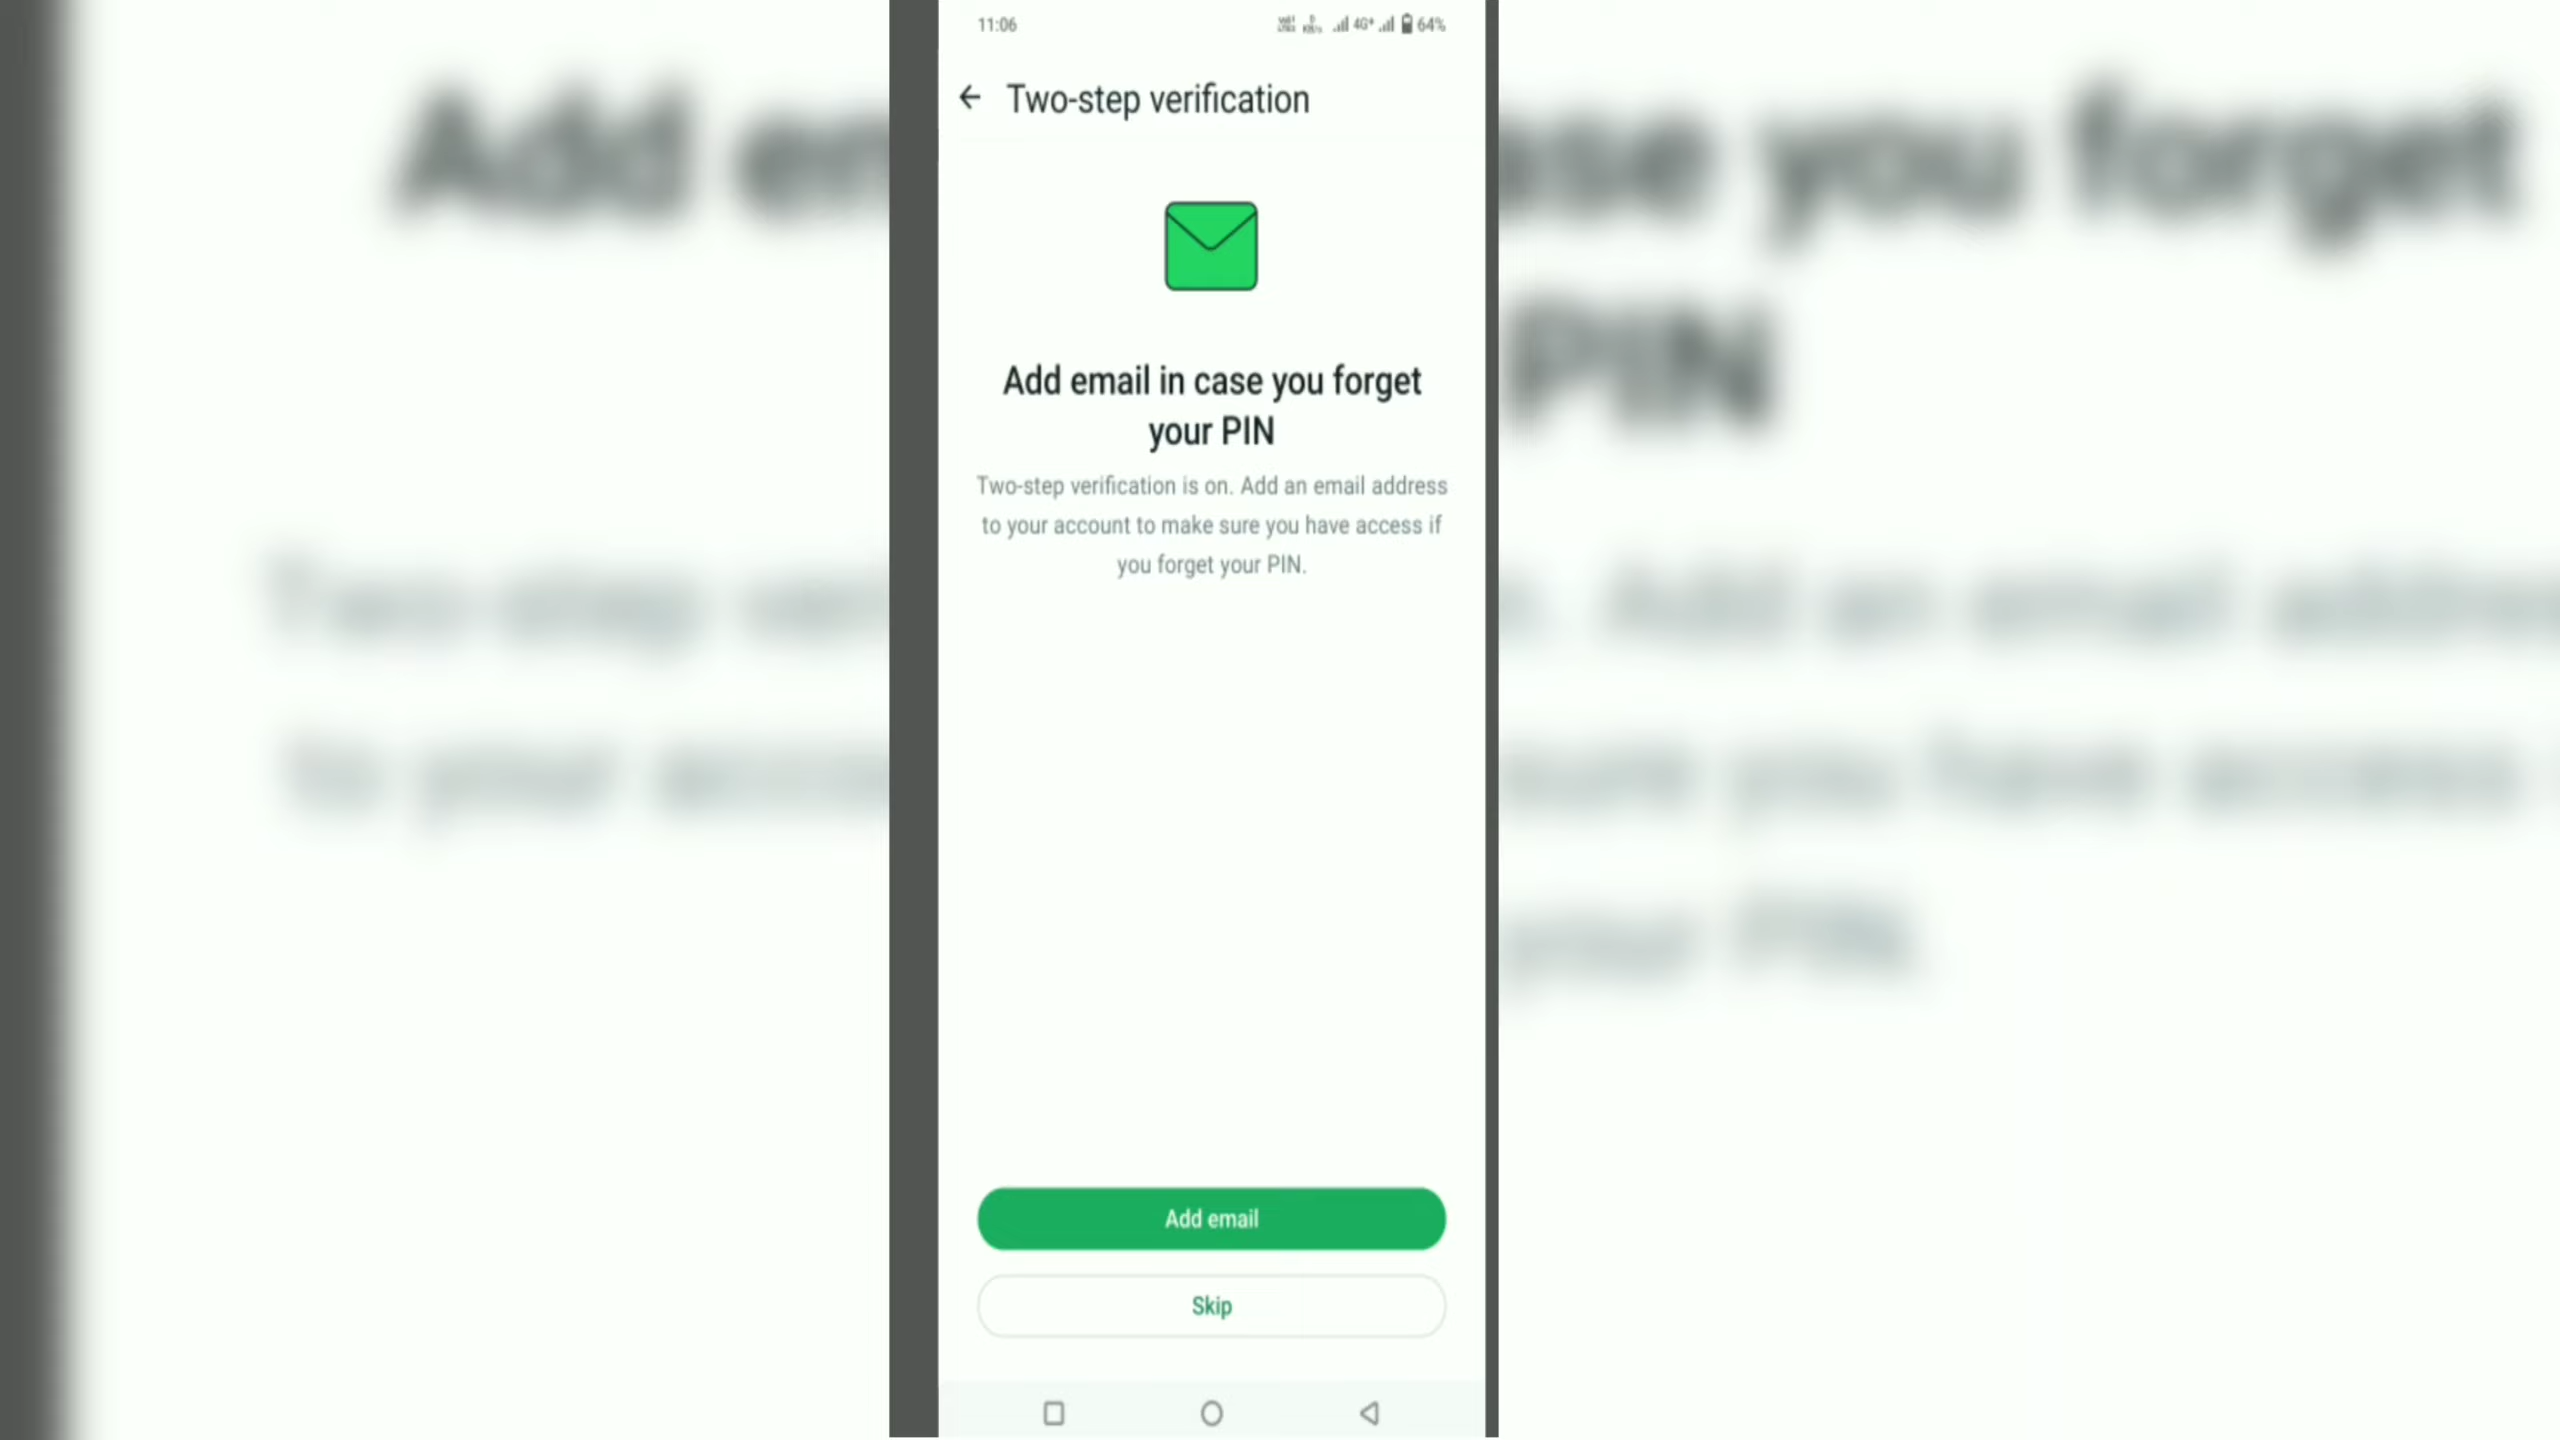 11:06
4G+ 64%
Two-step verification
Add email in case you forget
your PIN
Two-step verification is on. Add an email address
to your account to make sure you have access if
you forget your PIN.
Add email
Skip